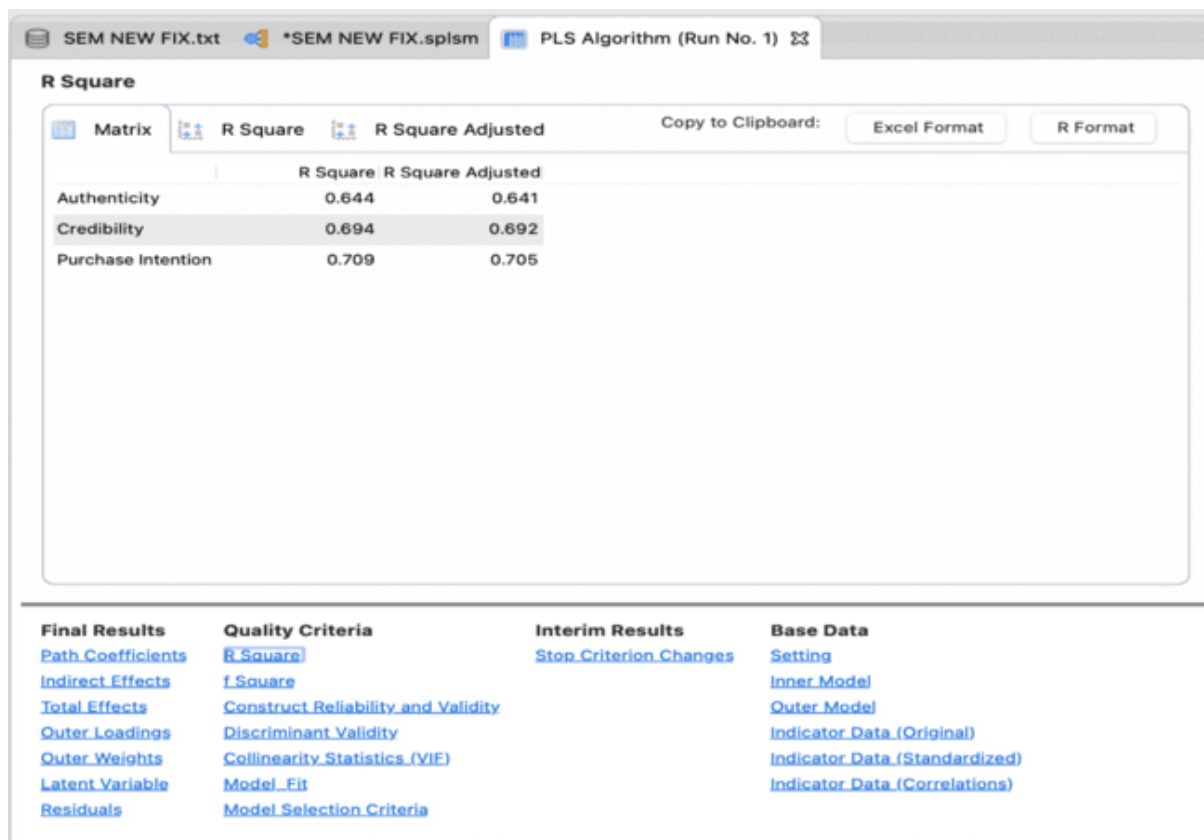 SEM NEW FIX.txt *SEM NEW FIX.splsm PLS Algorithm (Run No. 1)
R Square
Matrix R Square R Square Adjusted Copy to Clipboard: Excel Format R Format
R Square R Square Adjusted
Authenticity 0.644 0.641
Credibility 0.694 0.692
Purchase Intention 0.709 0.705
Final Results Quality Criteria Interim Results Base Data
Path Coefficients R Square Stop Criterion Changes Setting
Indirect Effects f Square Inner Model
Total Effects Construct Reliability and Validity Outer Model
Outer Loadings Discriminant Validity Indicator Data (Original)
Outer Weights Collinearity Statistics (VIF) Indicator Data (Standardized)
Latent Variable Model_Fit Indicator Data (Correlations)
Residuals Model Selection Criteria